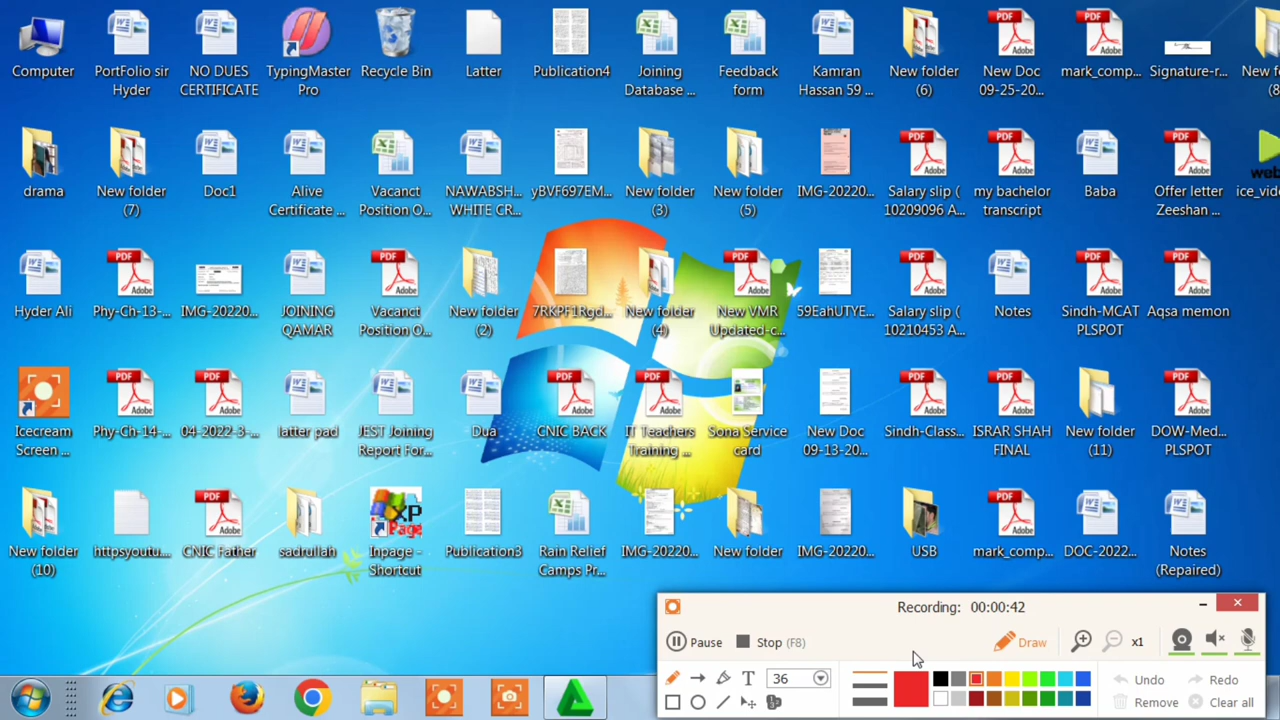 Computer
PortFolio sir
Hyder
NO DUES
CERTIFICATE
TypingMaster
Pro
Recycle Bin
Latter
Publication4
Joining
Database ...
Feedback
form
Kamran
Hassan 59 ...
New folder
(6)
New Doc
09-25-20...
mark_comp...
Signature-r...
New fo
(8
drama
New folder
(7)
Doc1
Alive
Certificate ...
Vacanct
Position O...
NAWABSH...
WHITE CR...
yBVF697EM...
New folder
(3)
New folder
(5)
IMG-20220...
Salary slip (
10209096 A...
my bachelor
transcript
Baba
Offer letter
Zeeshan ...
ice_vid
Hyder Ali
Phy-Ch-13-...
IMG-20220...
JOINING
QAMAR
Vacanct
Position O...
New folder
(2)
7RKPF1Rgd...
New folder
(4)
New VMR
Updated-c...
59EahUTYE...
Salary slip (
10210453 A...
Notes
Sindh-MCAT
PLSPOT
Aqsa memon
Icecream
Screen ...
Phy-Ch-14-...
04-2022-3-...
latter pad
JEST Joining
Report For...
Dua
CNIC BACK
IT Teachers
Training ...
Sona Service
card
New Doc
09-13-20...
Sindh-Class...
ISRAR SHAH
FINAL
New folder
(11)
DOW-Med...
PLSPOT
New folder
(10)
httpsyoutu...
CNIC Father
sadrullah
Inpage -
Shortcut
Publication3
Rain Relief
Camps Pr...
IMG-20220...
New folder
IMG-20220...
USB
mark_comp...
DOC-2022...
Notes
(Repaired)
Recording: 00:00:42
Pause Stop (F8) Draw x1
T 36 Undo Redo
Remove Clear all